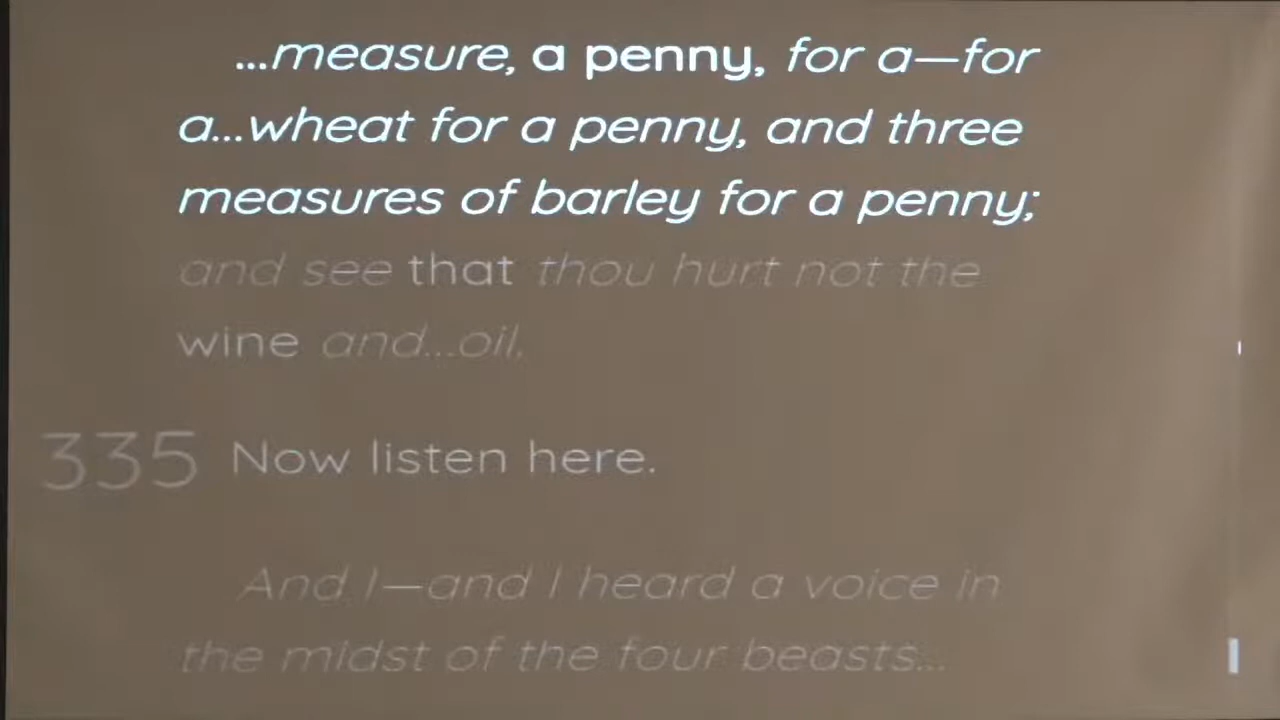 ...measure, a penny, for a—for
a...wheat for a penny, and three
measures of barley for a penny;
and see that thou hurt not the
wine and...oil.
335 Now listen here.
And I—and I heard a voice in
the midst of the four beasts...